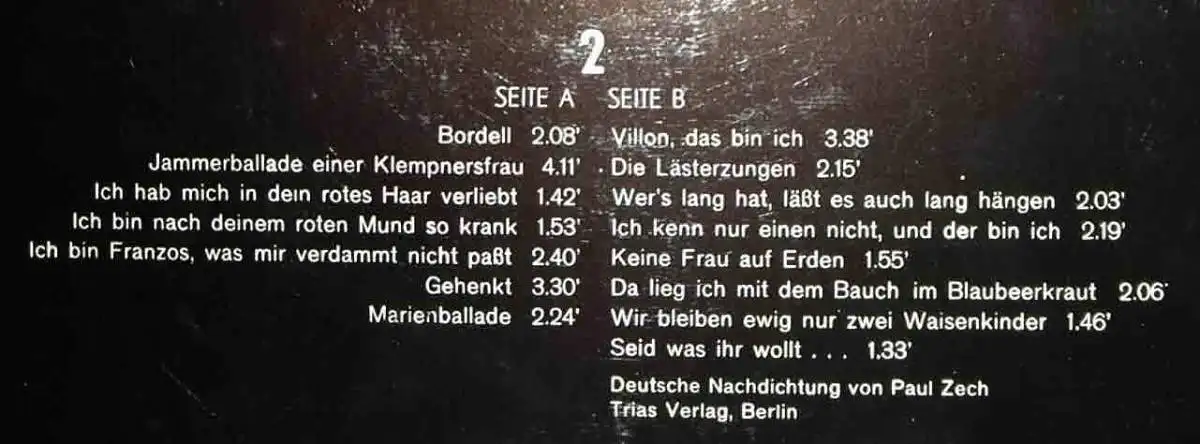 2
SEITE A
Bordell 2.08'
Jammerballade einer Klempnersfrau 4.11'
Ich hab mich in dein rotes Haar verliebt 1.42'
Ich bin nach deinem roten Mund so krank 1.53'
Ich bin Franzos, was mir verdammt nicht paßt 2.40'
Gehenkt 3.30'
Marienballade 2.24'
SEITE B
Villon, das bin ich 3.38'
Die Lästerzungen 2.15'
Wer's lang hat, läßt es auch lang hängen 2.03'
Ich kenn nur einen nicht, und der bin ich 2.19'
Keine Frau auf Erden 1.55'
Da lieg ich mit dem Bauch im Blaubeerkraut 2.06'
Wir bleiben ewig nur zwei Waisenkinder 1.46'
Seid was ihr wollt . . . 1.33'
Deutsche Nachdichtung von Paul Zech
Trias Verlag, Berlin